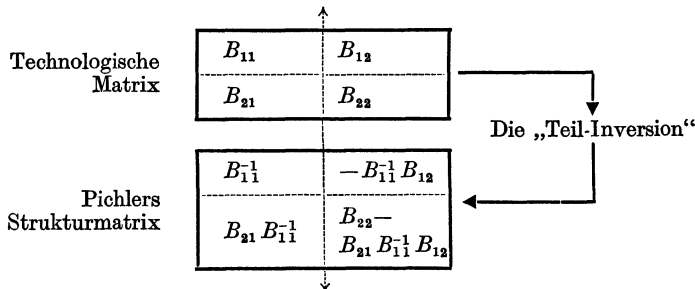 Technologische
Matrix
B₁₁ B₁₂
B₂₁ B₂₂
Die „Teil-Inversion“
Pichlers
Strukturmatrix
B₁₁⁻¹ —B₁₁⁻¹ B₁₂
B₂₁ B₁₁⁻¹ B₂₂—
B₂₁ B₁₁⁻¹ B₁₂